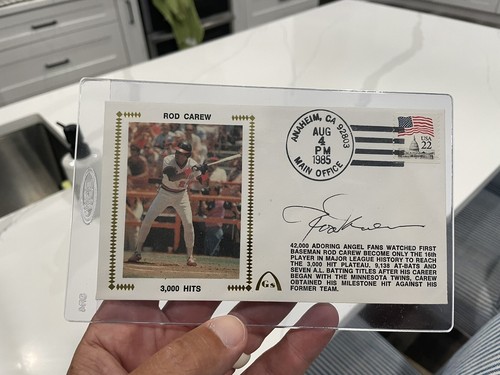 ROD CAREW
3,000 HITS
ANAHEIM, CA 92803
AUG
4
PM
1985
MAIN OFFICE
USA
22
Rod Carew
42,000 ADORING ANGEL FANS WATCHED FIRST
BASEMAN ROD CAREW BECOME ONLY THE 16th
PLAYER IN MAJOR LEAGUE HISTORY TO REACH
THE 3,000 HIT PLATEAU. 9,138 AT-BATS AND
SEVEN A.L. BATTING TITLES AFTER HIS CAREER
BEGAN WITH THE MINNESOTA TWINS, CAREW
OBTAINED HIS MILESTONE HIT AGAINST HIS
FORMER TEAM.